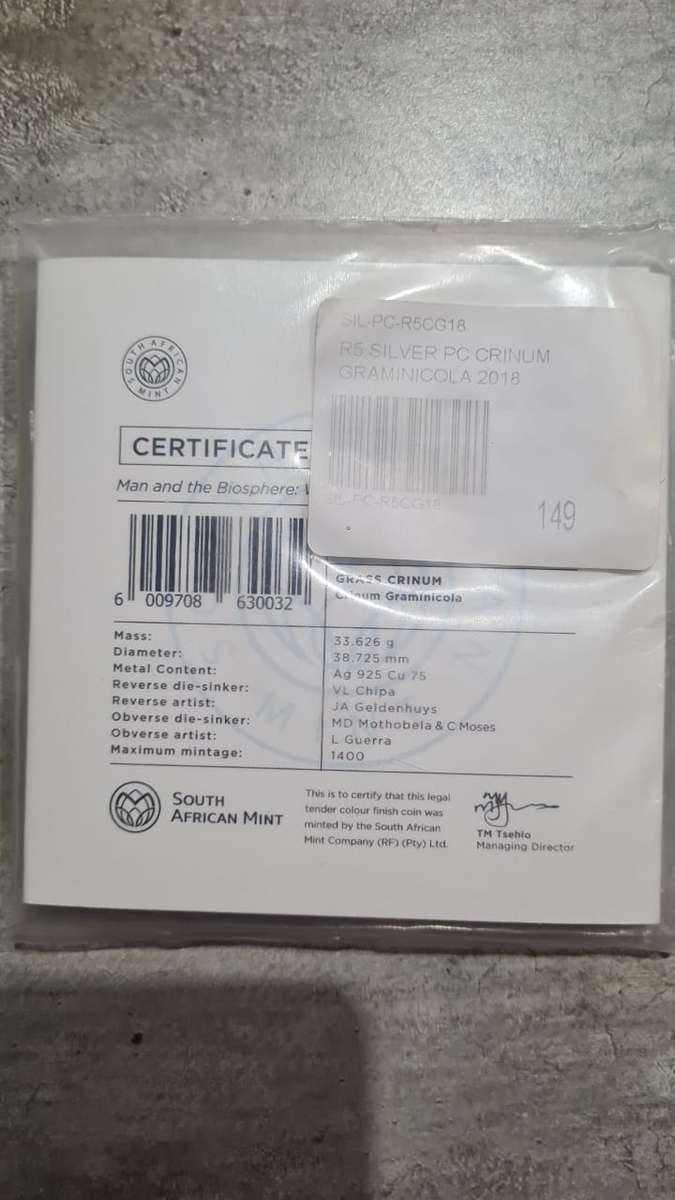 SOUTH AFRICAN MINT
SIL-PC-R5CG18
R5 SILVER PC CRINUM
GRAMINICOLA 2018
SIL-PC-R5CG18
149
CERTIFICATE
Man and the Biosphere:
6 009708 630032
GRASS CRINUM
Crinum Graminicola
Mass: 33.626 g
Diameter: 38.725 mm
Metal Content: Ag 925 Cu 75
Reverse die-sinker: VL Chipa
Reverse artist: JA Geldenhuys
Obverse die-sinker: MD Mothobela & C Moses
Obverse artist: L Guerra
Maximum mintage: 1400
SOUTH
AFRICAN MINT
This is to certify that this legal
tender colour finish coin was
minted by the South African
Mint Company (RF) (Pty) Ltd.
TM Tsehlo
Managing Director